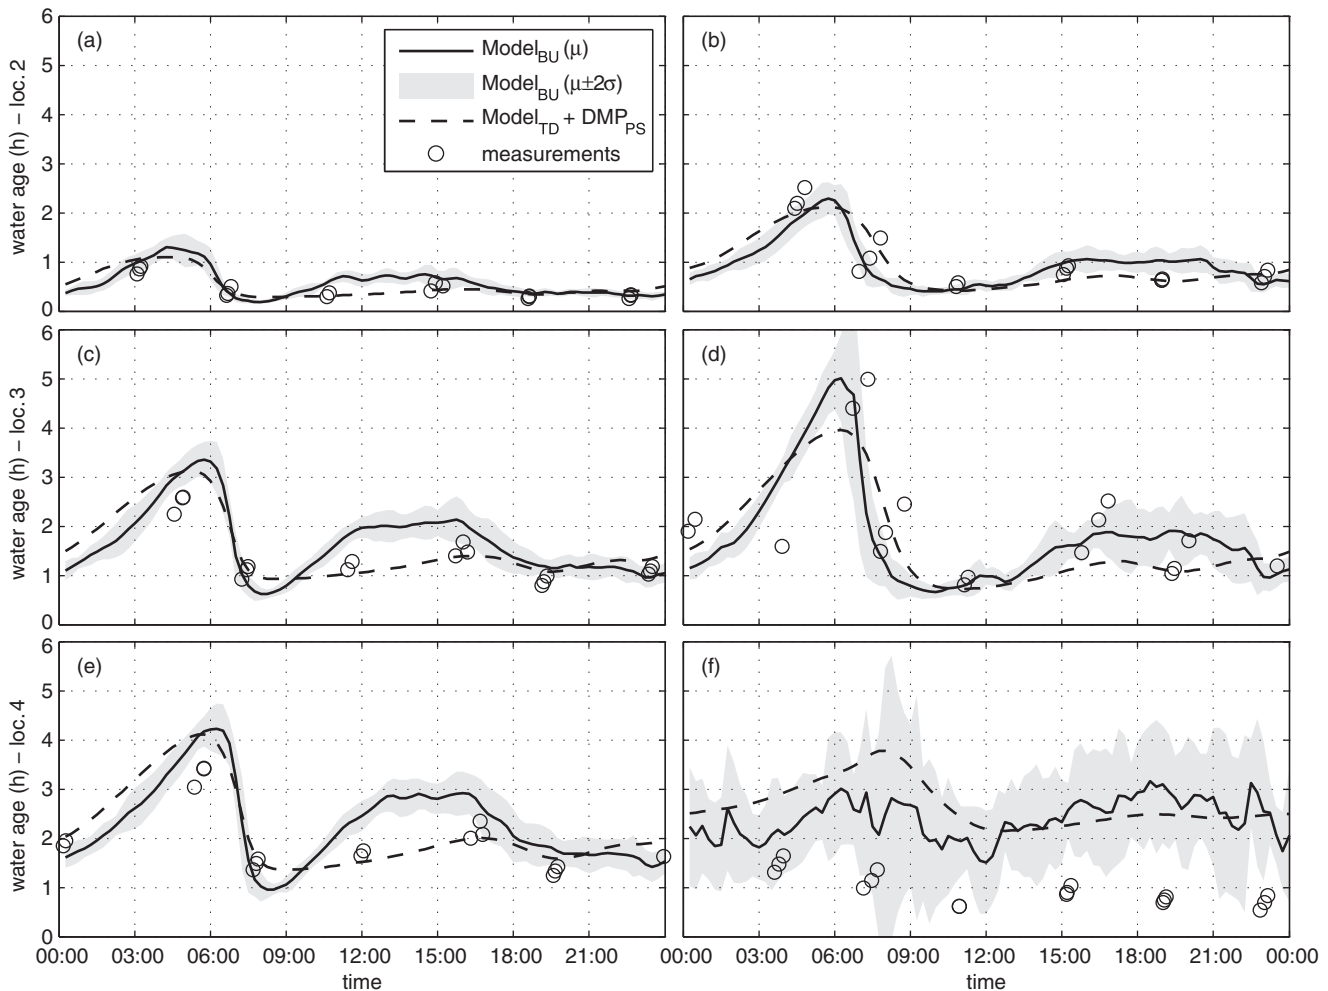 6
5
4
3
2
1
0
water age (h) – loc.2
(a)
Model_BU (μ)
Model_BU (μ±2σ)
Model_TD + DMP_PS
measurements
(b)
6
5
4
3
2
1
0
water age (h) – loc.3
(c)
(d)
6
5
4
3
2
1
0
water age (h) – loc.4
(e)
(f)
00:00 03:00 06:00 09:00 12:00 15:00 18:00 21:00 00:00 03:00 06:00 09:00 12:00 15:00 18:00 21:00 00:00
time
time